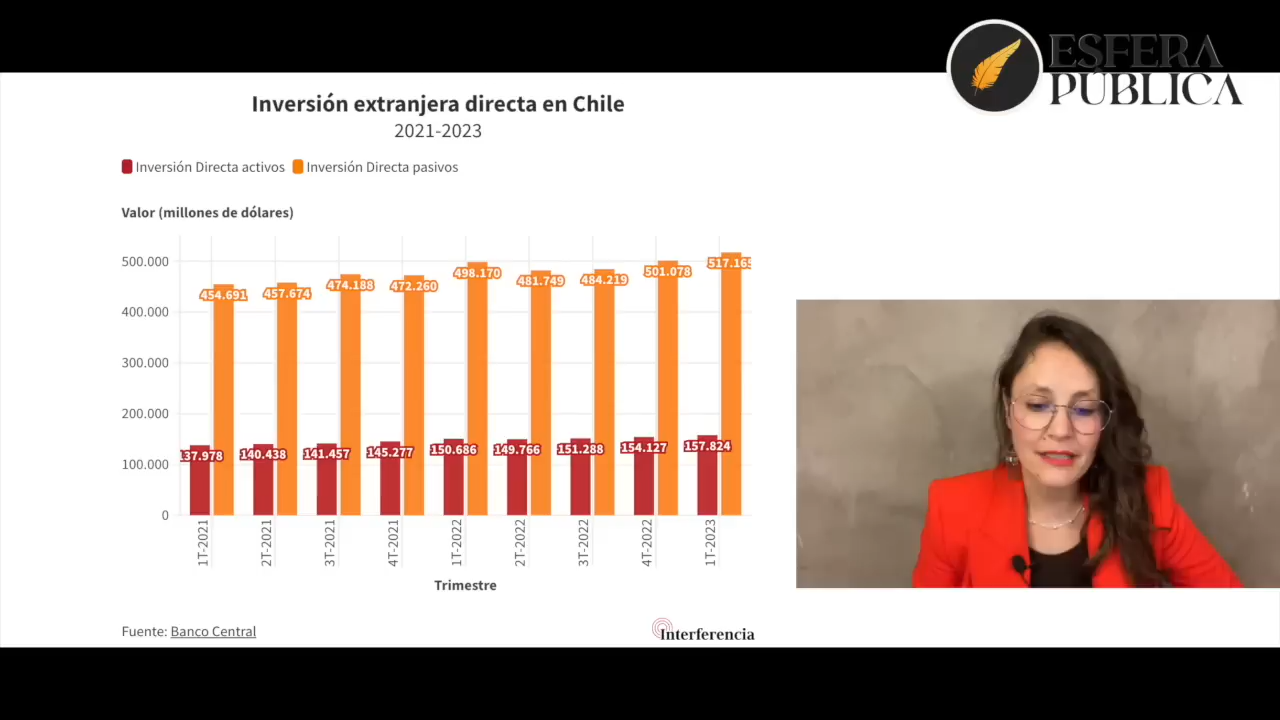 ESFERA
PÚBLICA
Inversión extranjera directa en Chile
2021-2023
Inversión Directa activos Inversión Directa pasivos
Valor (millones de dólares)
500.000
400.000
300.000
200.000
100.000
0
454.691 457.674 474.188 472.260 498.170 481.749 484.219 501.078 517.165
37.978 140.438 141.457 145.277 150.686 149.766 151.288 154.127 157.824
1T-2021 2T-2021 3T-2021 4T-2021 1T-2022 2T-2022 3T-2022 4T-2022 1T-2023
Trimestre
Fuente: Banco Central
Interferencia